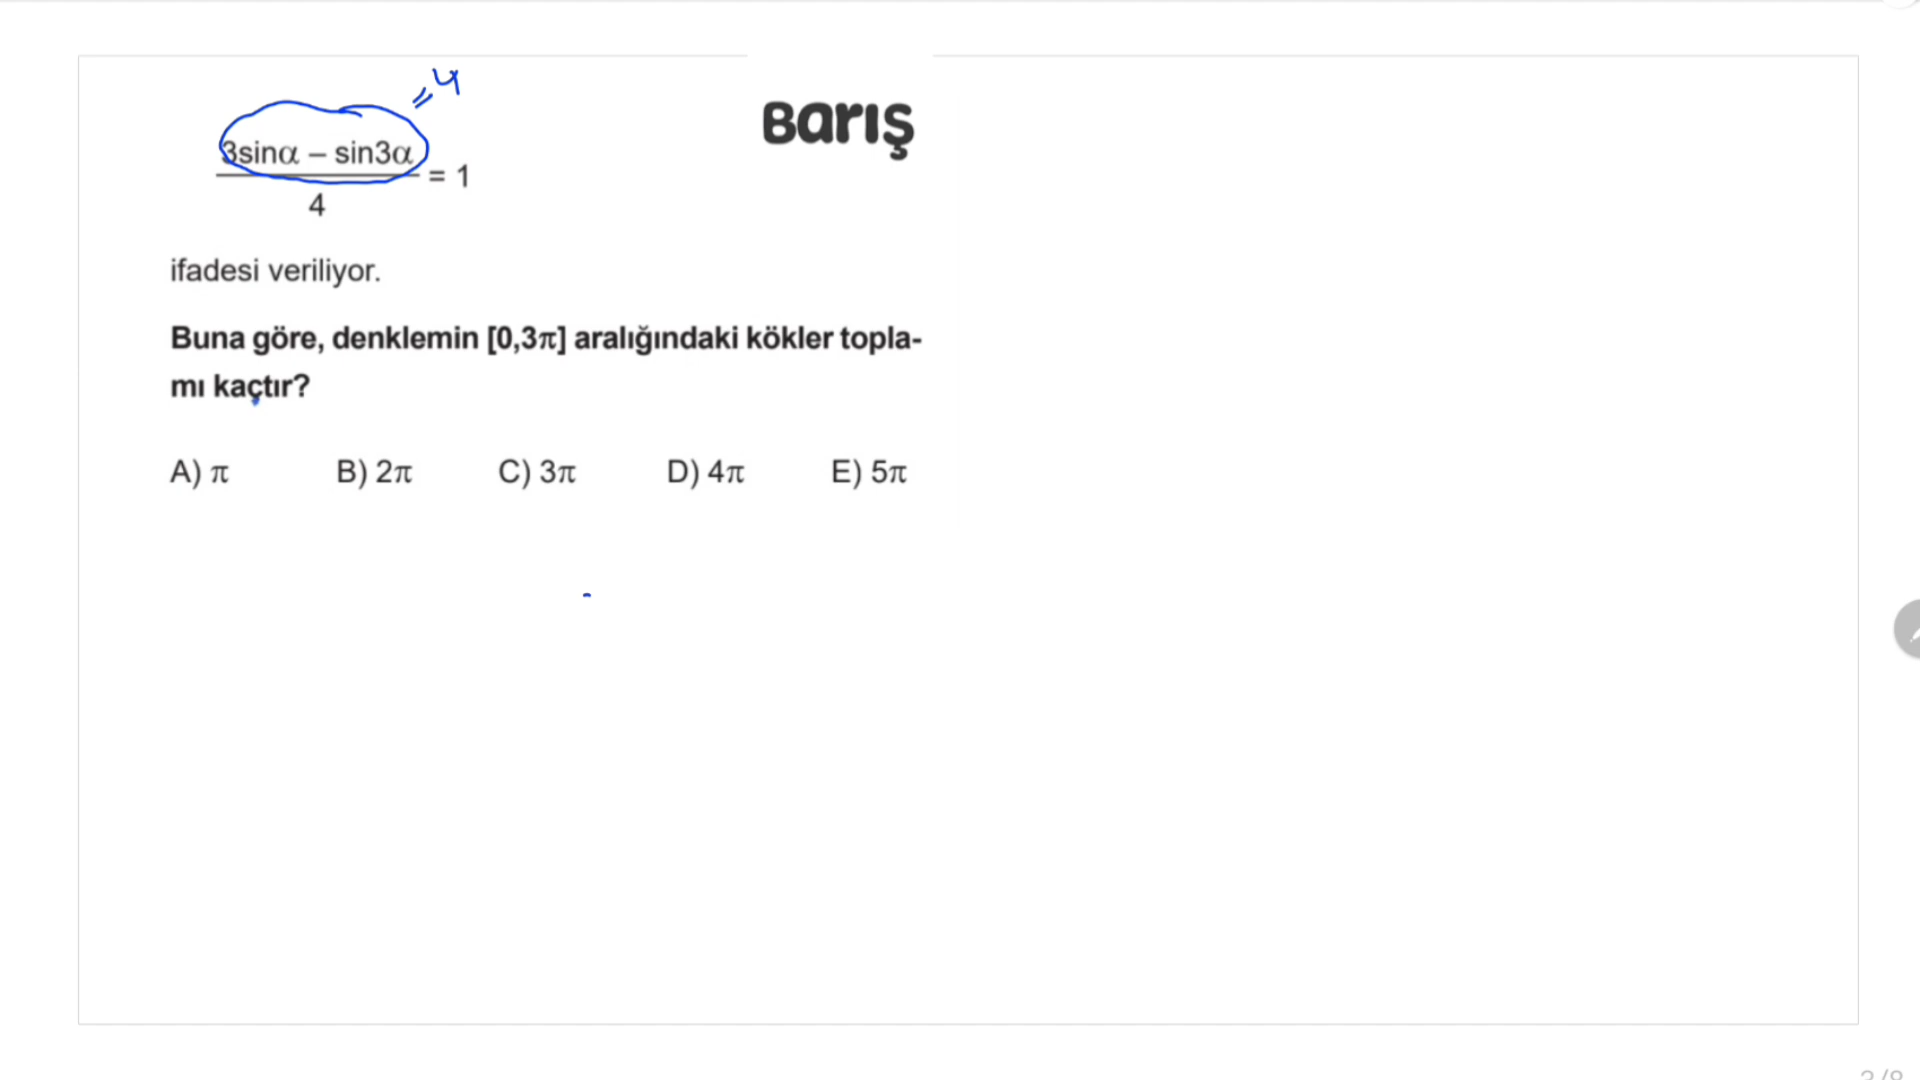 =4
Barış
3sinα – sin3α
= 1
4
ifadesi veriliyor.
Buna göre, denklemin [0,3π] aralığındaki kökler topla-
mı kaçtır?
A) π B) 2π C) 3π D) 4π E) 5π